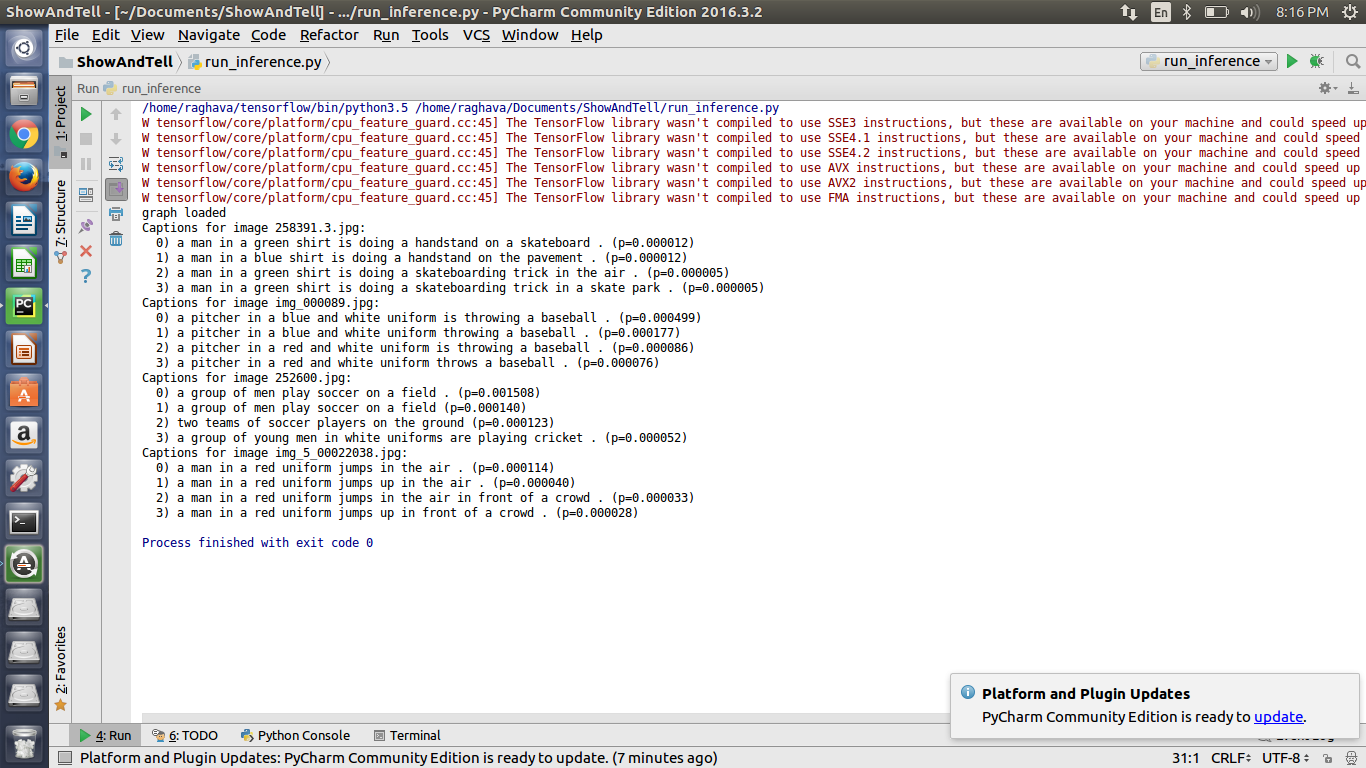 ShowAndTell - [~/Documents/ShowAndTell] - .../run_inference.py - PyCharm Community Edition 2016.3.2
En
8:16 PM
File Edit View Navigate Code Refactor Run Tools VCS Window Help
ShowAndTell run_inference.py
run_inference
Run run_inference
1: Project
7: Structure
2: Favorites
PC
a
/home/raghava/tensorflow/bin/python3.5 /home/raghava/Documents/ShowAndTell/run_inference.py
W tensorflow/core/platform/cpu_feature_guard.cc:45] The TensorFlow library wasn't compiled to use SSE3 instructions, but these are available on your machine and could speed up
W tensorflow/core/platform/cpu_feature_guard.cc:45] The TensorFlow library wasn't compiled to use SSE4.1 instructions, but these are available on your machine and could speed
W tensorflow/core/platform/cpu_feature_guard.cc:45] The TensorFlow library wasn't compiled to use SSE4.2 instructions, but these are available on your machine and could speed
W tensorflow/core/platform/cpu_feature_guard.cc:45] The TensorFlow library wasn't compiled to use AVX instructions, but these are available on your machine and could speed up
W tensorflow/core/platform/cpu_feature_guard.cc:45] The TensorFlow library wasn't compiled to use AVX2 instructions, but these are available on your machine and could speed up
W tensorflow/core/platform/cpu_feature_guard.cc:45] The TensorFlow library wasn't compiled to use FMA instructions, but these are available on your machine and could speed up
graph loaded
Captions for image 258391.3.jpg:
0) a man in a green shirt is doing a handstand on a skateboard . (p=0.000012)
1) a man in a blue shirt is doing a handstand on the pavement . (p=0.000012)
2) a man in a green shirt is doing a skateboarding trick in the air . (p=0.000005)
3) a man in a green shirt is doing a skateboarding trick in a skate park . (p=0.000005)
Captions for image img_000089.jpg:
0) a pitcher in a blue and white uniform is throwing a baseball . (p=0.000499)
1) a pitcher in a blue and white uniform throwing a baseball . (p=0.000177)
2) a pitcher in a red and white uniform is throwing a baseball . (p=0.000086)
3) a pitcher in a red and white uniform throws a baseball . (p=0.000076)
Captions for image 252600.jpg:
0) a group of men play soccer on a field . (p=0.001508)
1) a group of men play soccer on a field (p=0.000140)
2) two teams of soccer players on the ground (p=0.000123)
3) a group of young men in white uniforms are playing cricket . (p=0.000052)
Captions for image img_5_00022038.jpg:
0) a man in a red uniform jumps in the air . (p=0.000114)
1) a man in a red uniform jumps up in the air . (p=0.000040)
2) a man in a red uniform jumps in the air in front of a crowd . (p=0.000033)
3) a man in a red uniform jumps up in front of a crowd . (p=0.000028)
Process finished with exit code 0
Platform and Plugin Updates
PyCharm Community Edition is ready to update.
4: Run 6: TODO Python Console Terminal
Platform and Plugin Updates: PyCharm Community Edition is ready to update. (7 minutes ago)
31:1 CRLF UTF-8